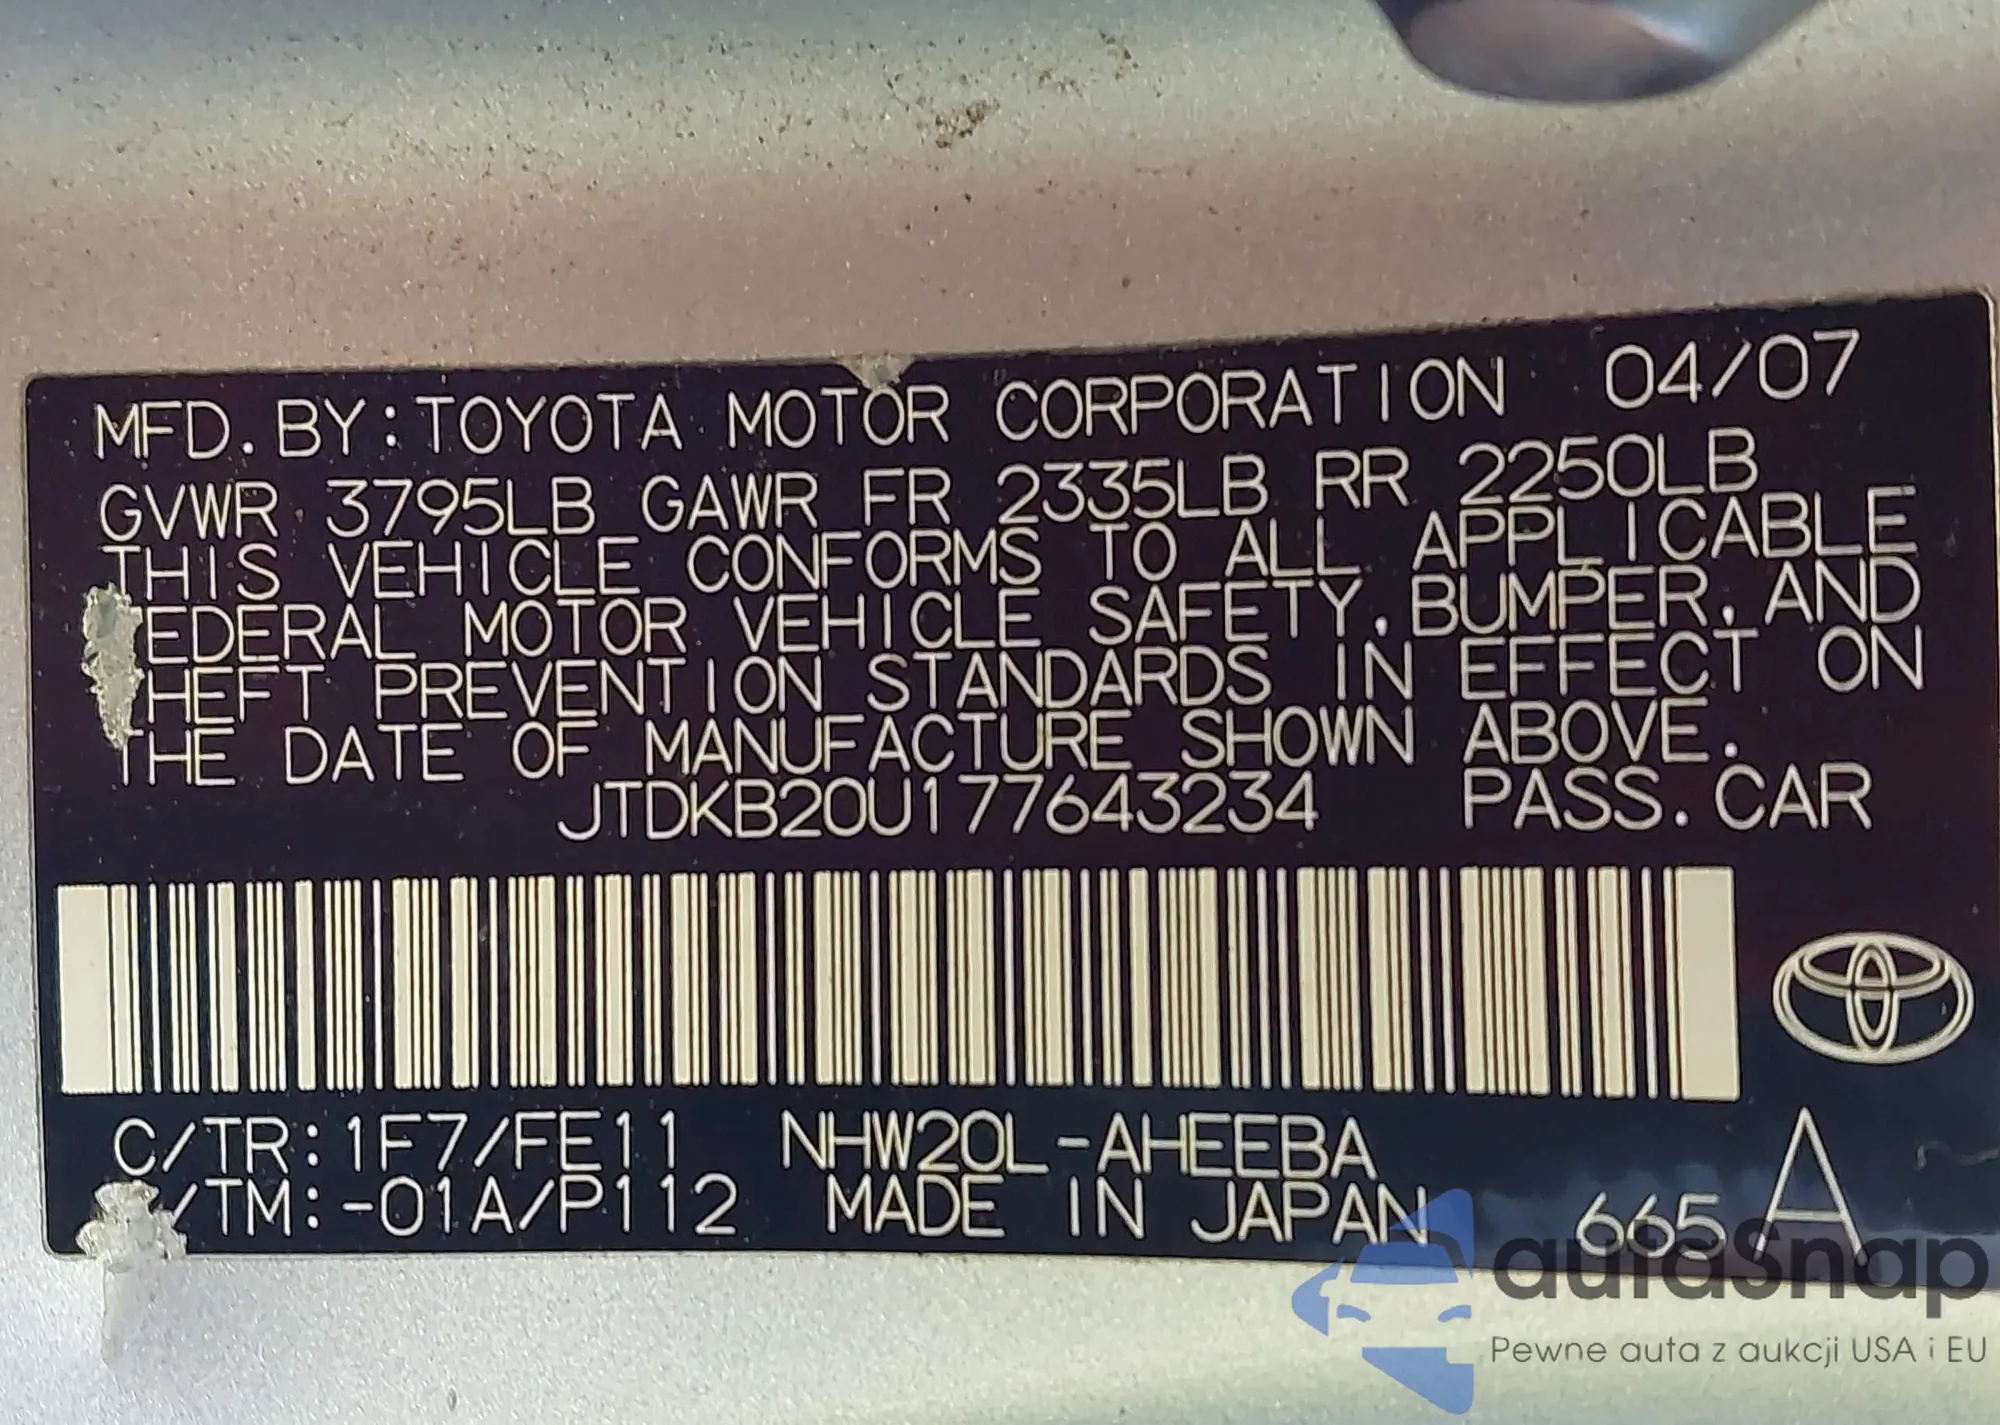 MFD. BY: TOYOTA MOTOR CORPORATION 04/07
GVWR 3795LB GAWR FR 2335LB RR 2250LB
THIS VEHICLE CONFORMS TO ALL APPLICABLE
FEDERAL MOTOR VEHICLE SAFETY, BUMPER, AND
THEFT PREVENTION STANDARDS IN EFFECT ON
THE DATE OF MANUFACTURE SHOWN ABOVE.
JTDKB20U177643234 PASS. CAR
C/TR: 1F7/FE11 NHW20L-AHEEBA
/TM: -01A/P112 MADE IN JAPAN 665 A
autaSnap
Pewne auta z aukcji USA i EU